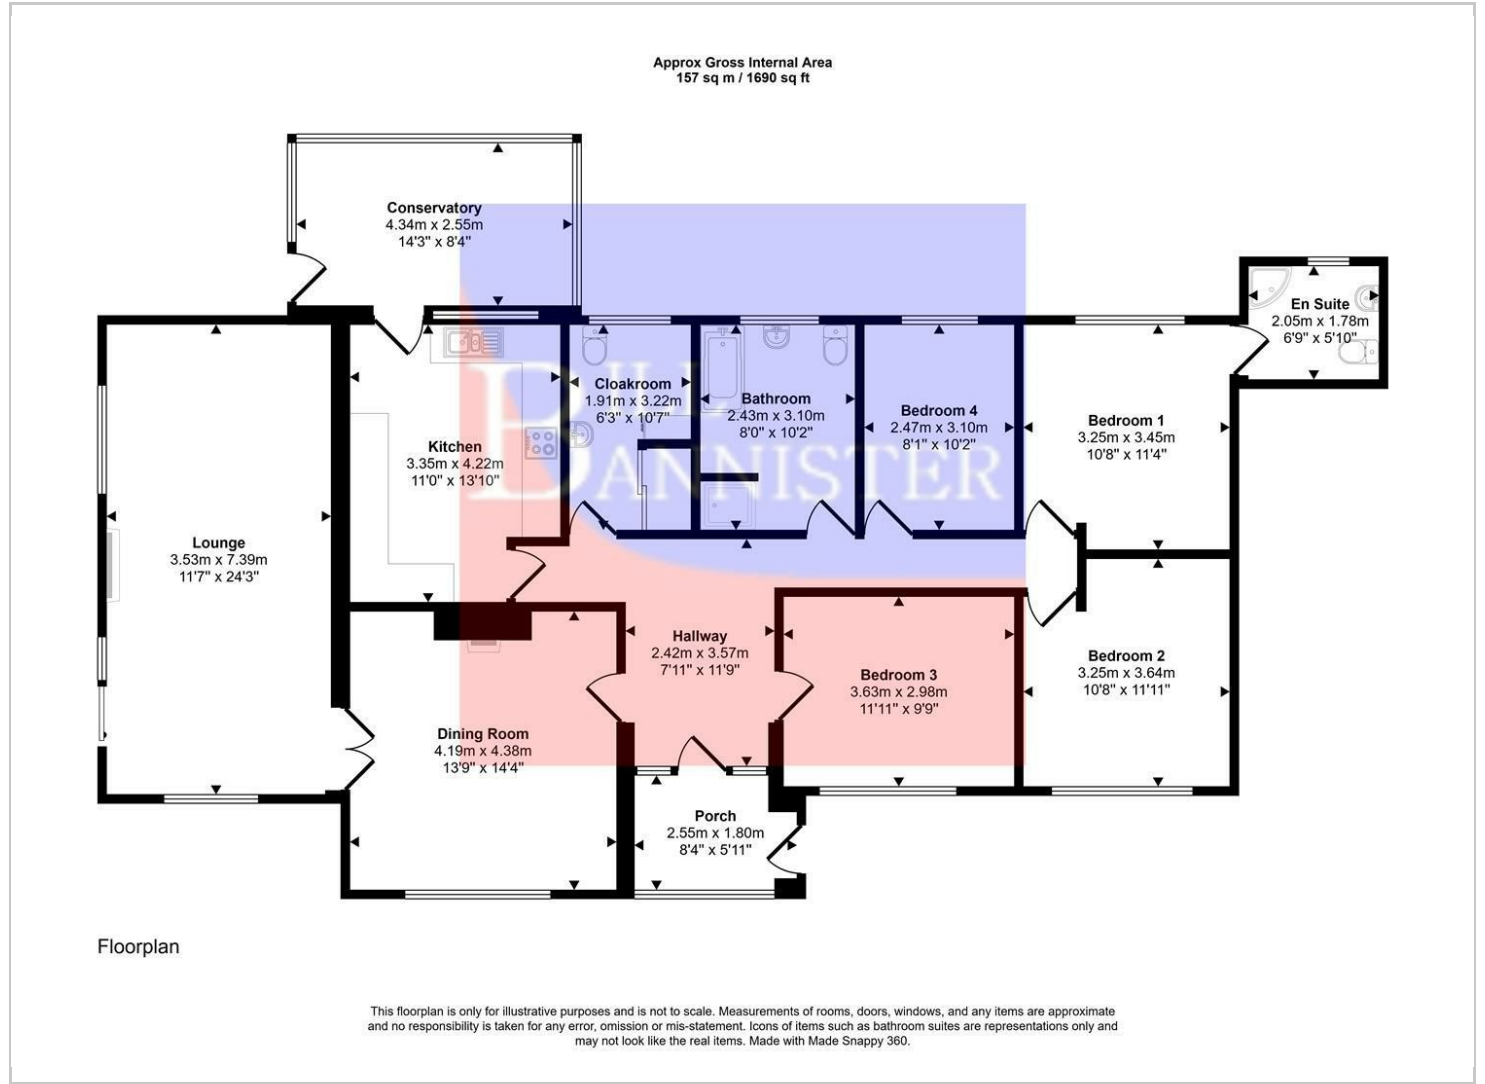 Approx Gross Internal Area
157 sq m / 1690 sq ft
Conservatory
4.34m x 2.55m
14'3" x 8'4"
En Suite
2.05m x 1.78m
6'9" x 5'10"
Cloakroom
1.91m x 3.22m
6'3" x 10'7"
Bathroom
2.43m x 3.10m
8'0" x 10'2"
Bedroom 4
2.47m x 3.10m
8'1" x 10'2"
Bedroom 1
3.25m x 3.45m
10'8" x 11'4"
Kitchen
3.35m x 4.22m
11'0" x 13'10"
BILL
BANNISTER
Lounge
3.53m x 7.39m
11'7" x 24'3"
Hallway
2.42m x 3.57m
7'11" x 11'9"
Bedroom 3
3.63m x 2.98m
11'11" x 9'9"
Bedroom 2
3.25m x 3.64m
10'8" x 11'11"
Dining Room
4.19m x 4.38m
13'9" x 14'4"
Porch
2.55m x 1.80m
8'4" x 5'11"
Floorplan
This floorplan is only for illustrative purposes and is not to scale. Measurements of rooms, doors, windows, and any items are approximate
and no responsibility is taken for any error, omission or mis-statement. Icons of items such as bathroom suites are representations only and
may not look like the real items. Made with Made Snappy 360.